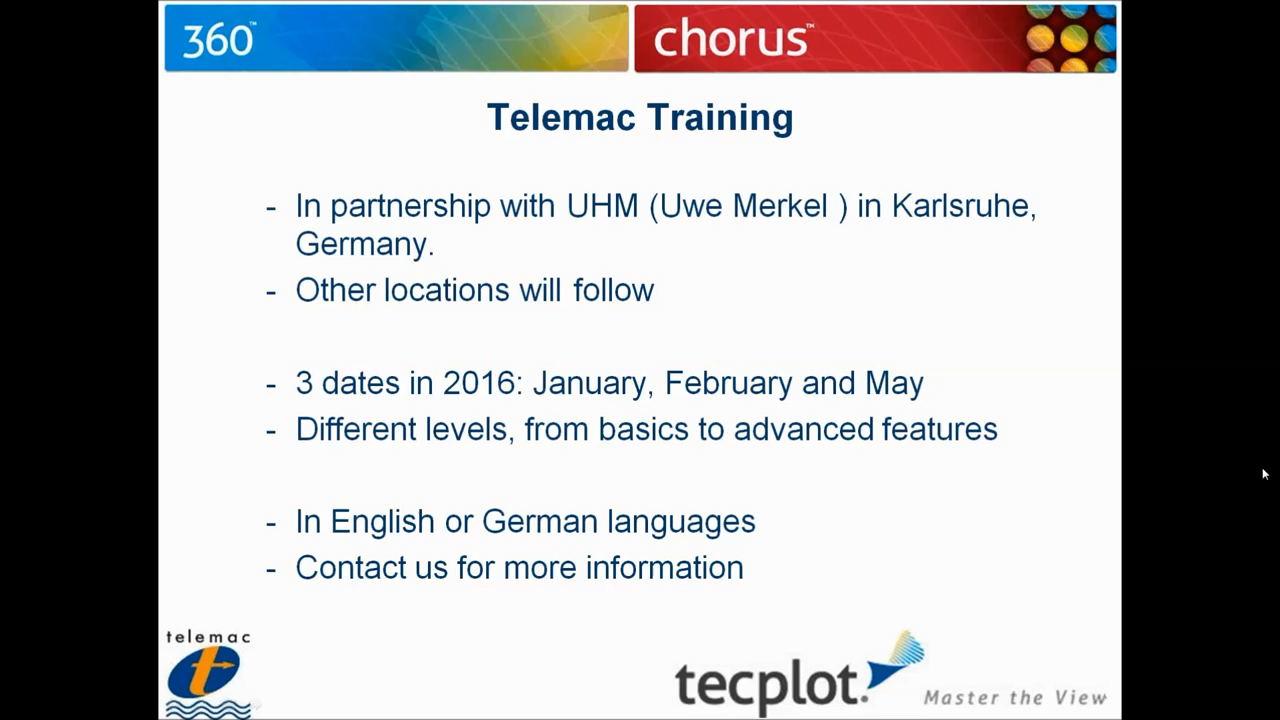 360™
chorus™
Telemac Training
- In partnership with UHM (Uwe Merkel ) in Karlsruhe,
Germany.
- Other locations will follow
- 3 dates in 2016: January, February and May
- Different levels, from basics to advanced features
- In English or German languages
- Contact us for more information
telemac
t
tecplot.
Master the View